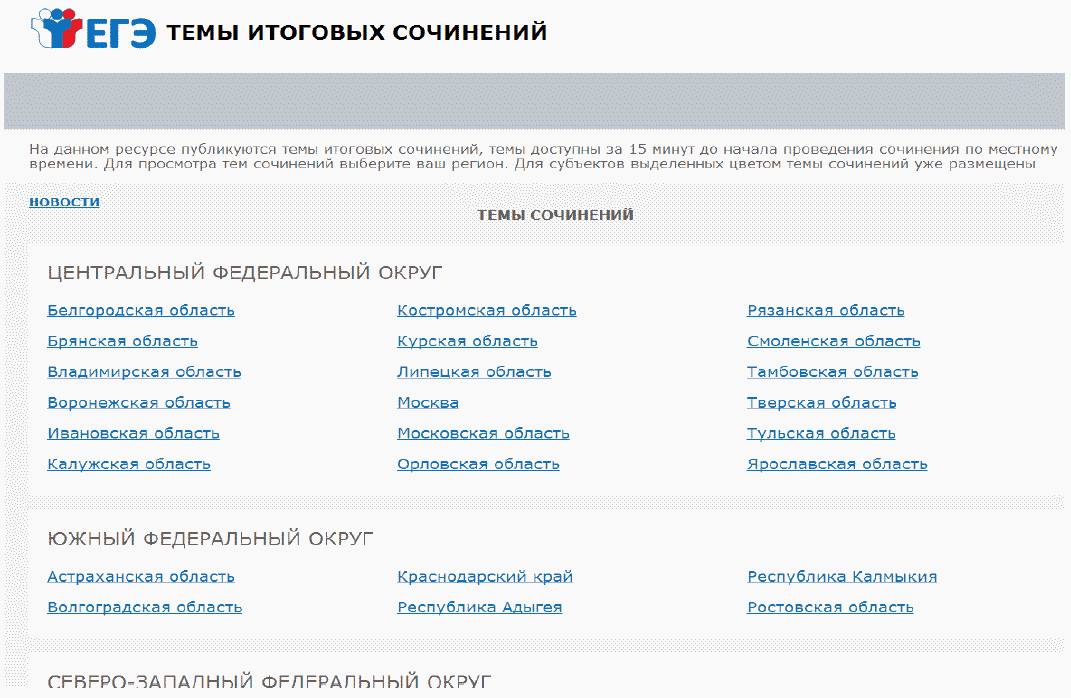 ЕГЭ ТЕМЫ ИТОГОВЫХ СОЧИНЕНИЙ
На данном ресурсе публикуются темы итоговых сочинений, темы доступны за 15 минут до начала проведения сочинения по местному
времени. Для просмотра тем сочинений выберите ваш регион. Для субъектов выделенных цветом темы сочинений уже размещены
НОВОСТИ
ТЕМЫ СОЧИНЕНИЙ
ЦЕНТРАЛЬНЫЙ ФЕДЕРАЛЬНЫЙ ОКРУГ
Белгородская область Костромская область Рязанская область
Брянская область Курская область Смоленская область
Владимирская область Липецкая область Тамбовская область
Воронежская область Москва Тверская область
Ивановская область Московская область Тульская область
Калужская область Орловская область Ярославская область
ЮЖНЫЙ ФЕДЕРАЛЬНЫЙ ОКРУГ
Астраханская область Краснодарский край Республика Калмыкия
Волгоградская область Республика Адыгея Ростовская область
СЕВЕРО-ЗАПАДНЫЙ ФЕДЕРАЛЬНЫЙ ОКРУГ